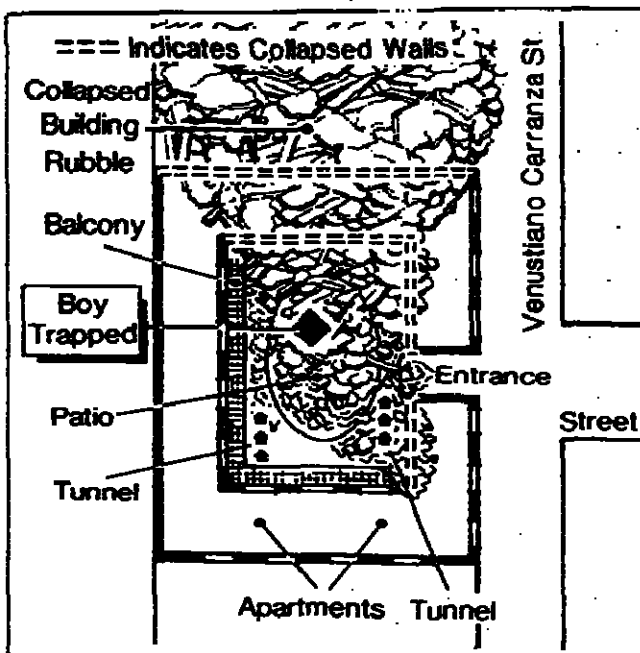 === Indicates Collapsed Walls
Collapsed
Building
Rubble
Balcony
Boy
Trapped
Patio
Tunnel
Entrance
Venustiano Carranza St
Street
Apartments
Tunnel